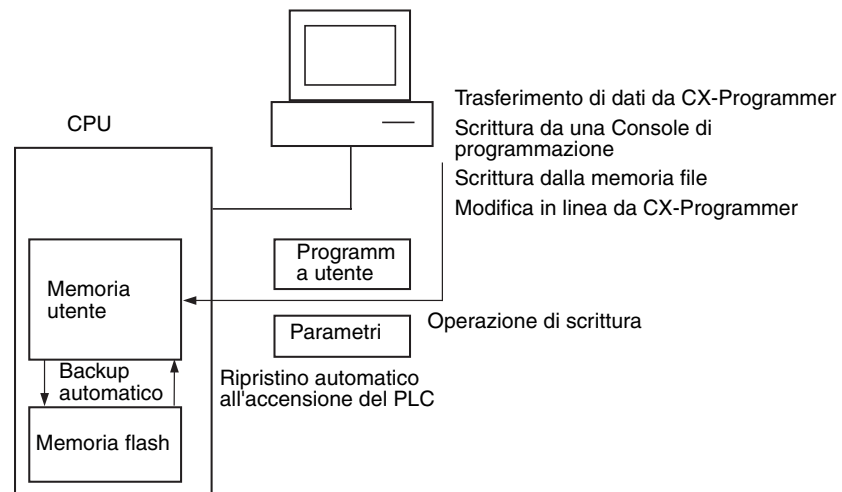 Trasferimento di dati da CX-Programmer
CPU
Scrittura da una Console di
programmazione
Scrittura dalla memoria file
Modifica in linea da CX-Programmer
Programm
a utente
Memoria
utente
Operazione di scrittura
Parametri
Backup
automatico
Ripristino automatico
all'accensione del PLC
Memoria flash